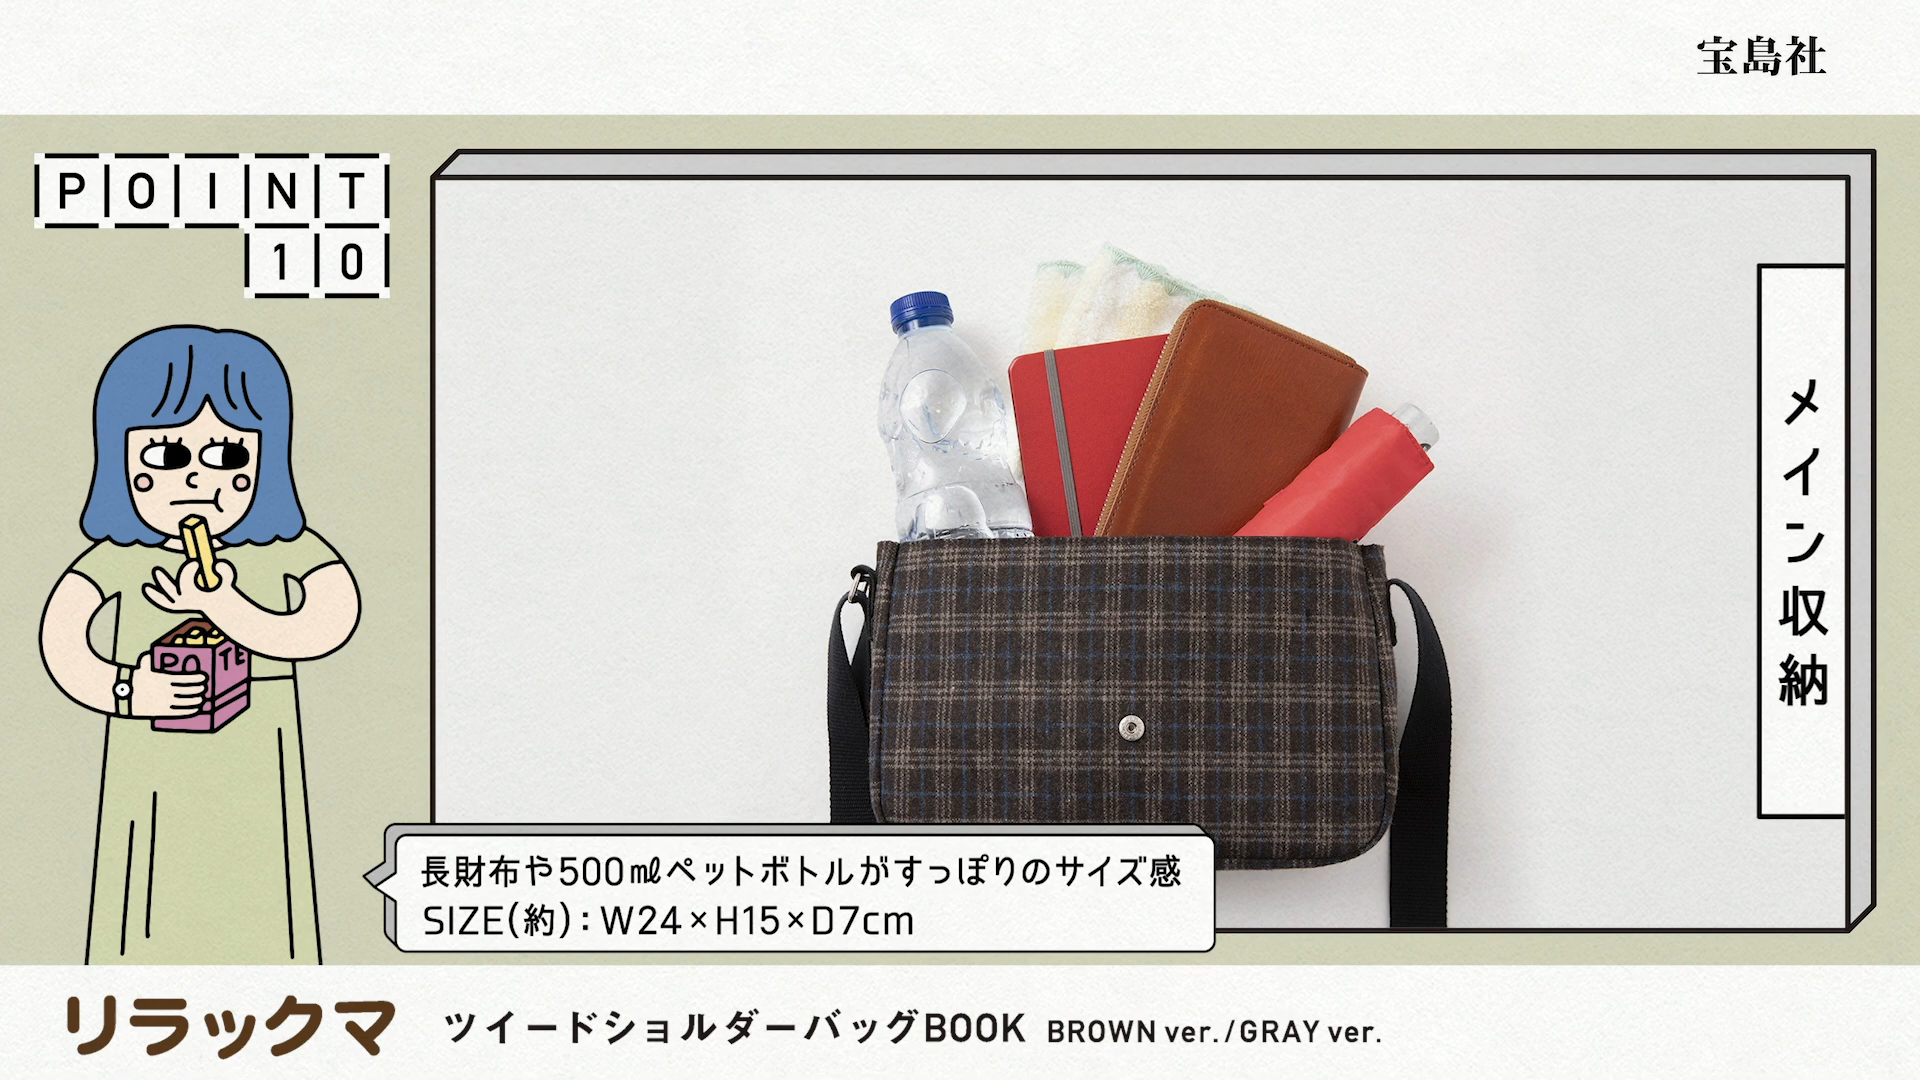 宝島社
POINT
10
メイン収納
長財布や500㎖ペットボトルがすっぽりのサイズ感
SIZE(約):W24×H15×D7cm
PO TE
リラックマ ツイードショルダーバッグBOOK BROWN ver./GRAY ver.